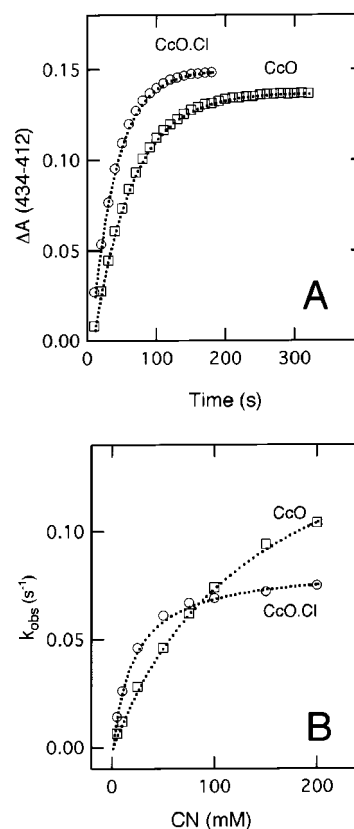 CcO.Cl
CcO
0.15
0.10
0.05
0.00
ΔA (434-412)
A
0 100 200 300
Time (s)
CcO
CcO.Cl
0.10
0.05
0.00
k_obs (s⁻¹)
B
0 100 200
CN (mM)